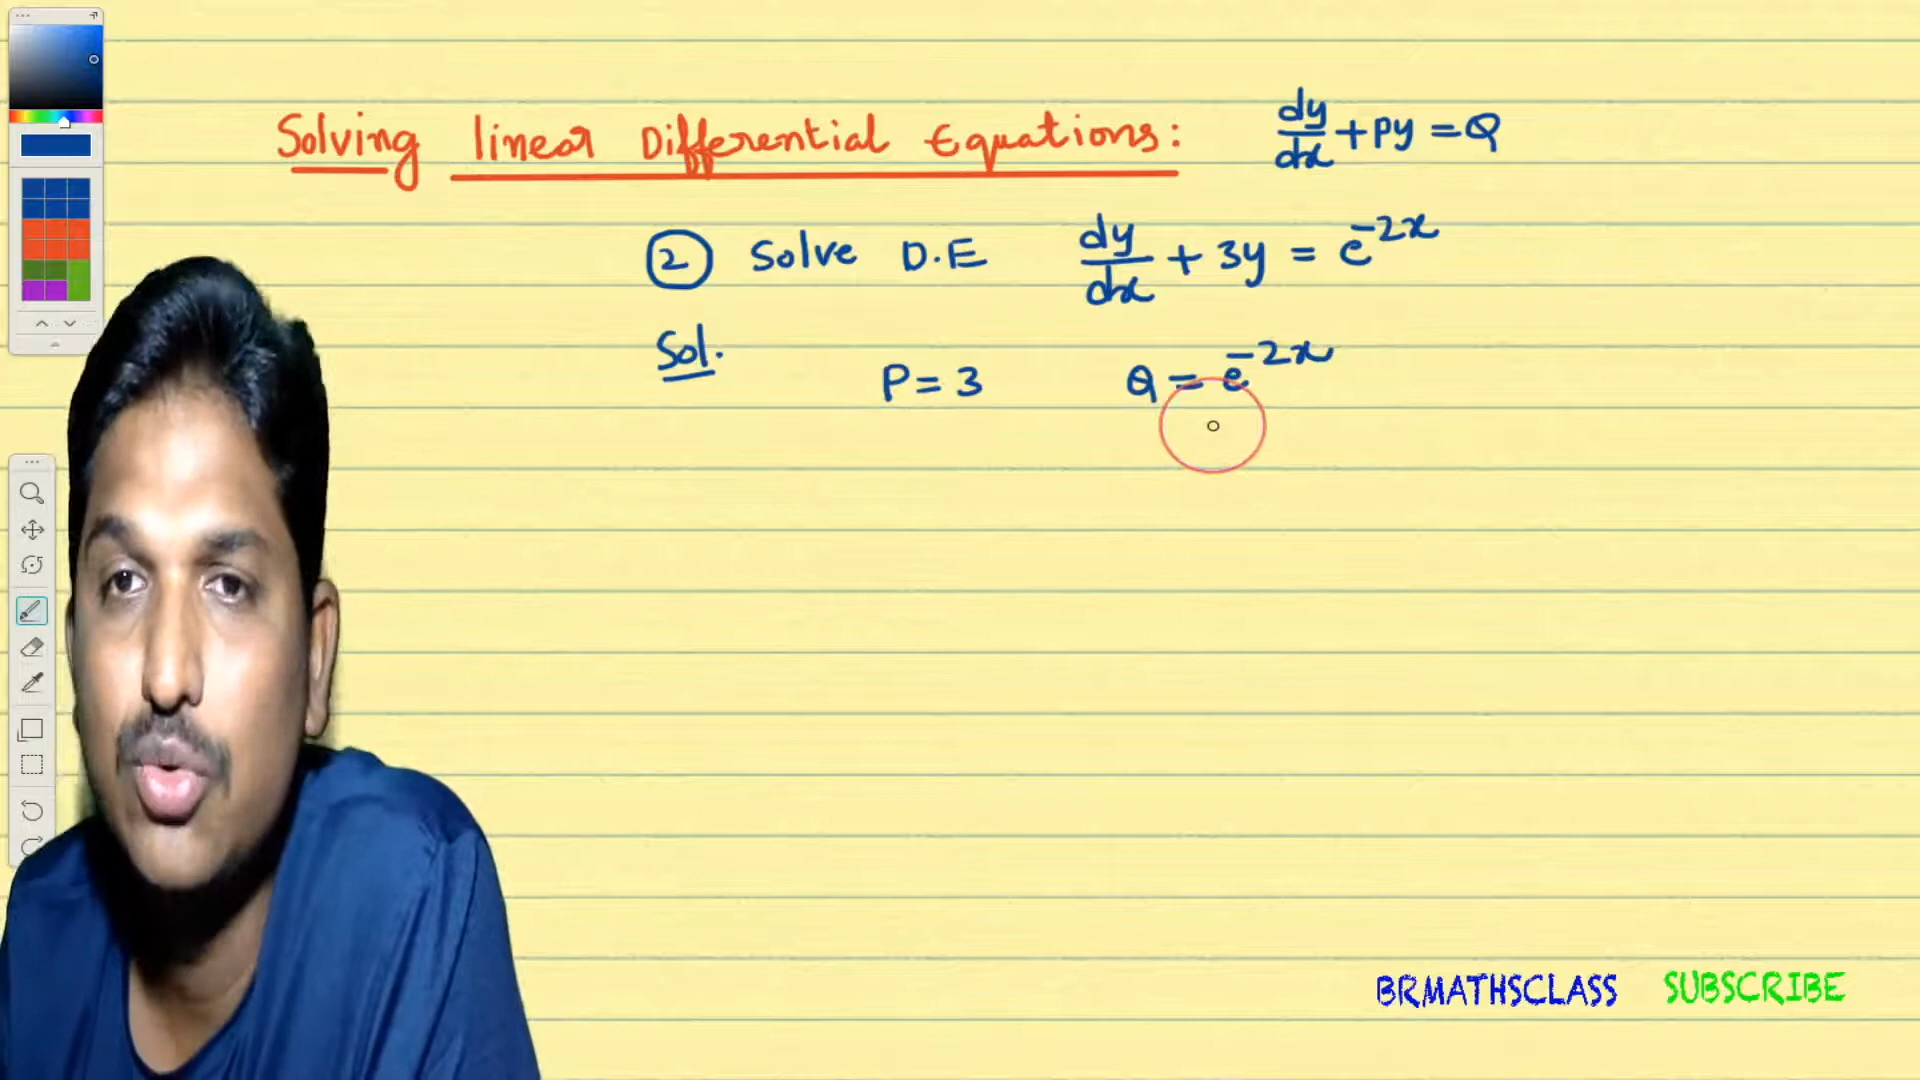 Solving linear Differential Equations: dy/dx + Py = Q
② Solve D.E dy/dx + 3y = e^-2x
Sol.
P = 3 Q = e^-2x
BRMATHSCLASS SUBSCRIBE